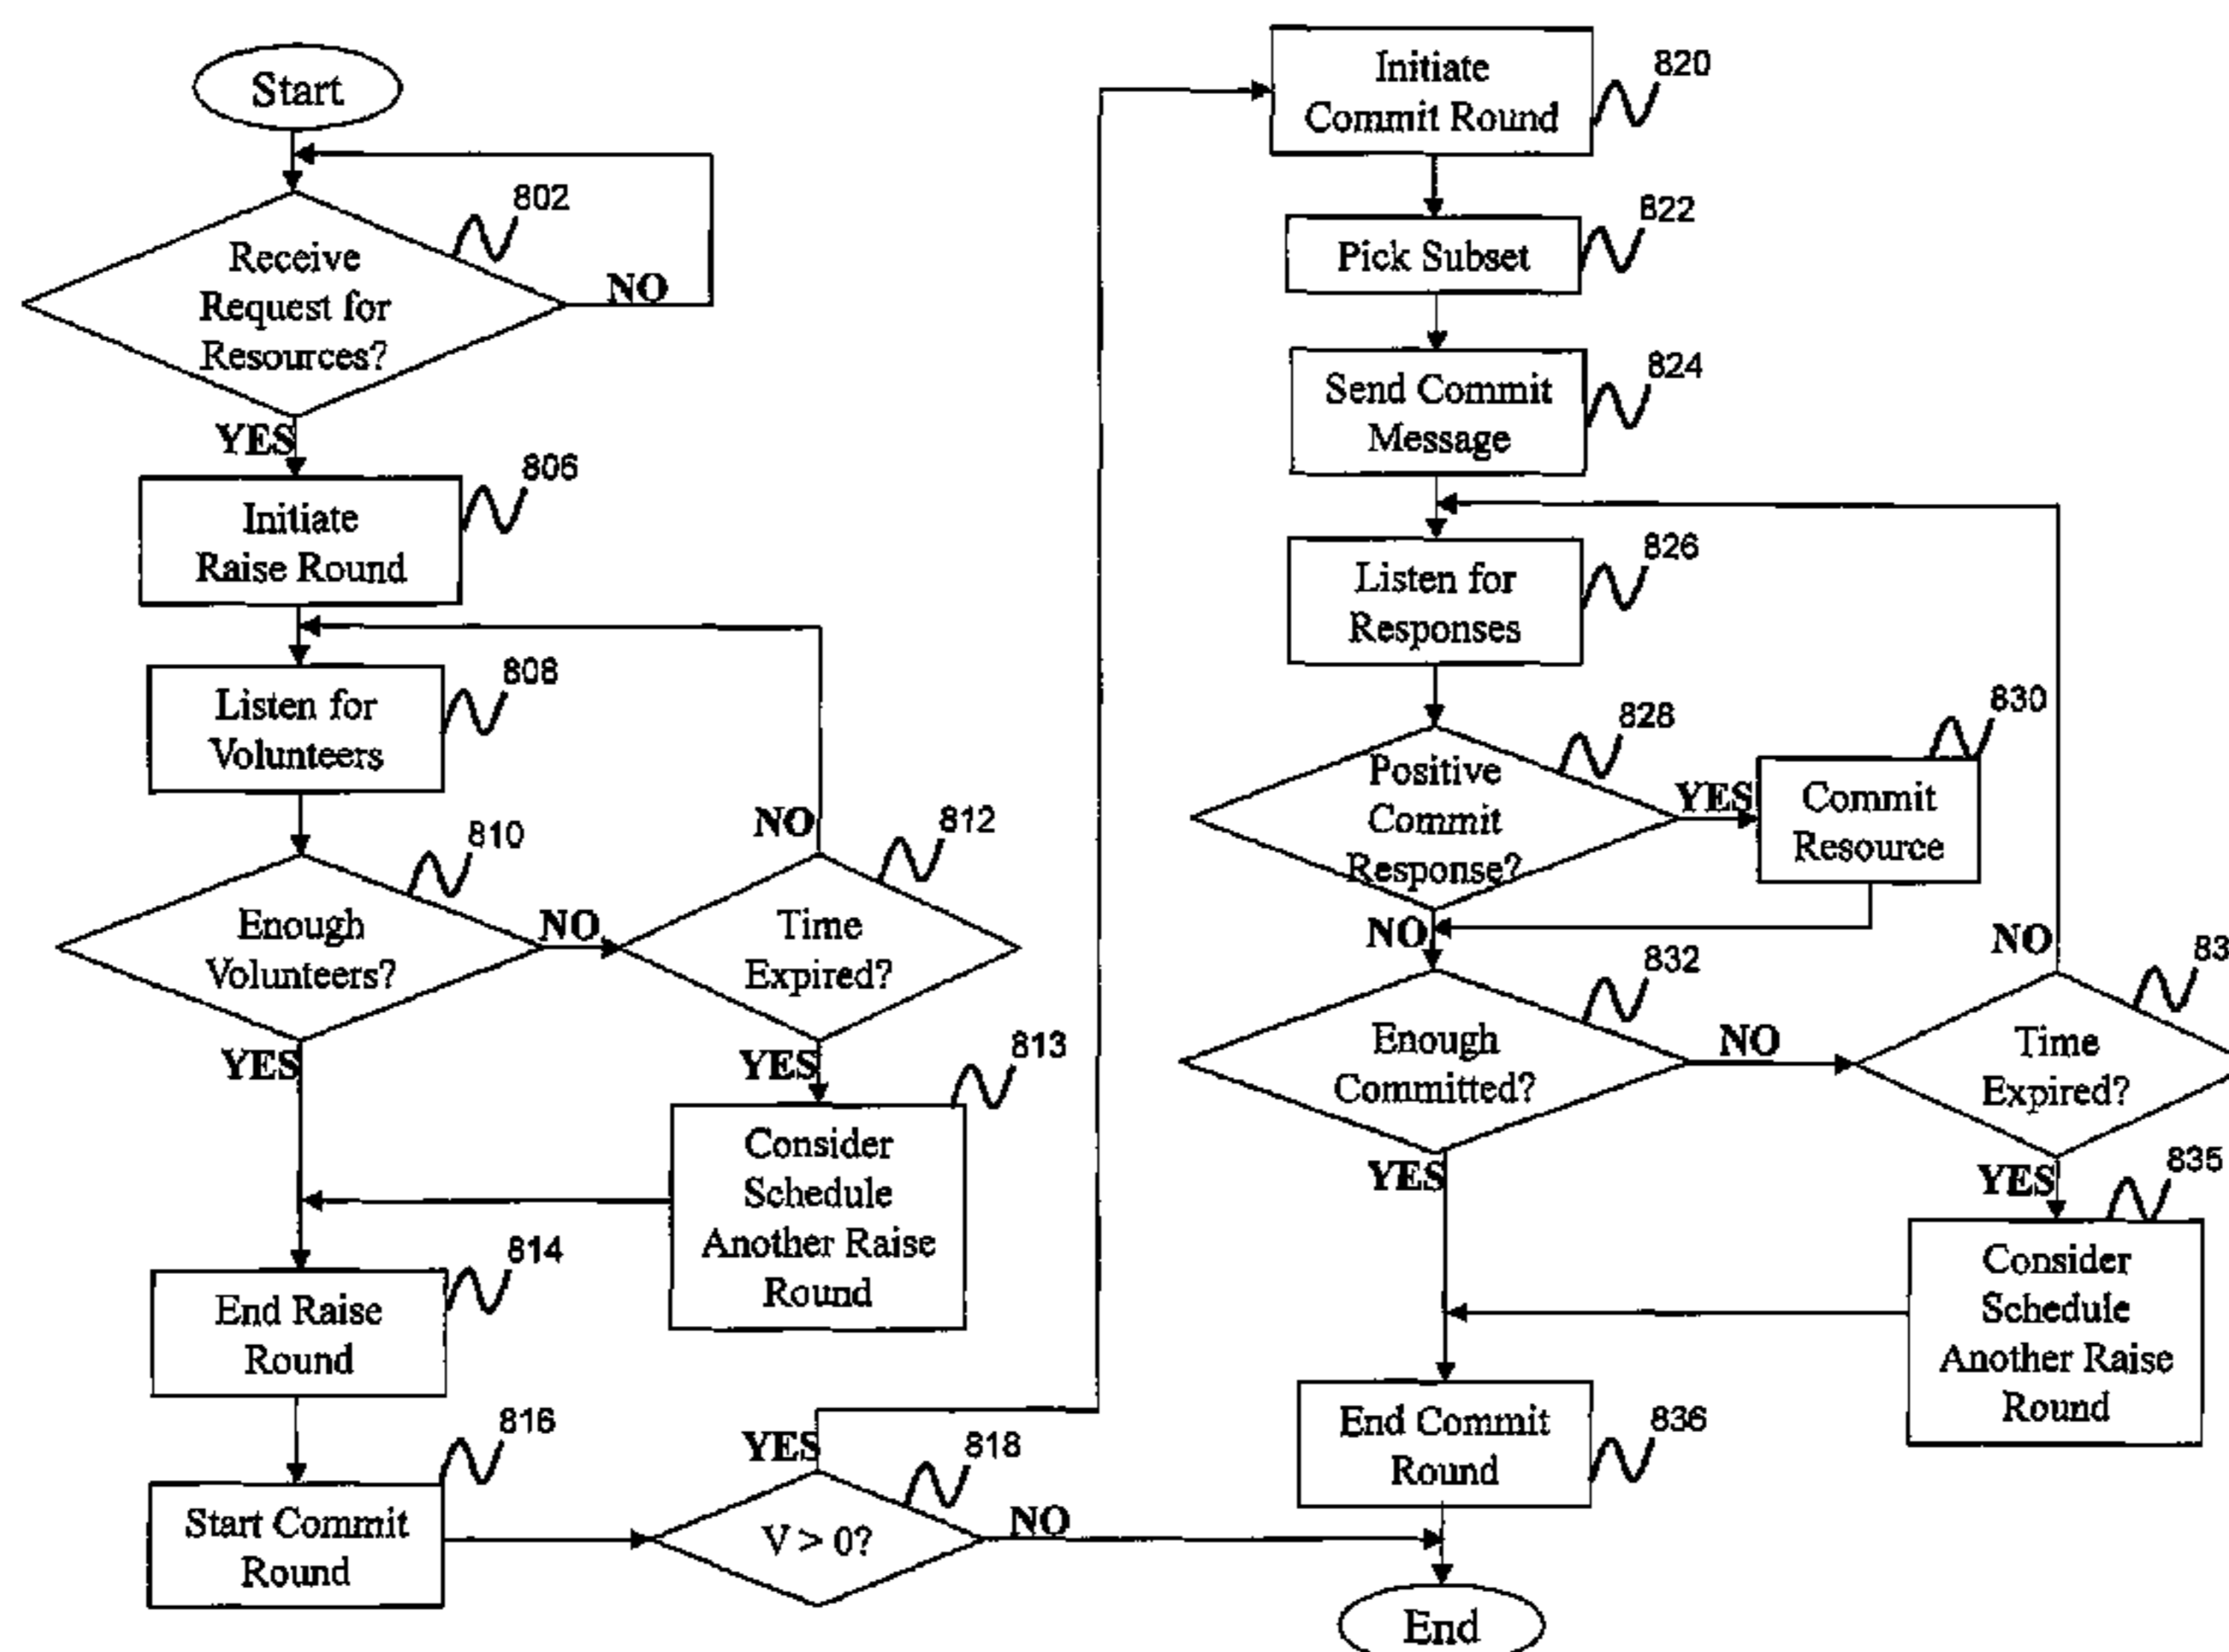 Start
802
Receive
Request for
Resources?
NO
YES
806
Initiate
Raise Round
808
Listen for
Volunteers
810
Enough
Volunteers?
NO
YES
812
Time
Expired?
NO
YES
813
Consider
Schedule
Another Raise
Round
814
End Raise
Round
816
Start Commit
Round
818
V > 0?
YES
NO
820
Initiate
Commit Round
822
Pick Subset
824
Send Commit
Message
826
Listen for
Responses
828
Positive
Commit
Response?
YES
NO
830
Commit
Resource
832
Enough
Committed?
NO
YES
83
Time
Expired?
NO
YES
835
Consider
Schedule
Another Raise
Round
836
End Commit
Round
End